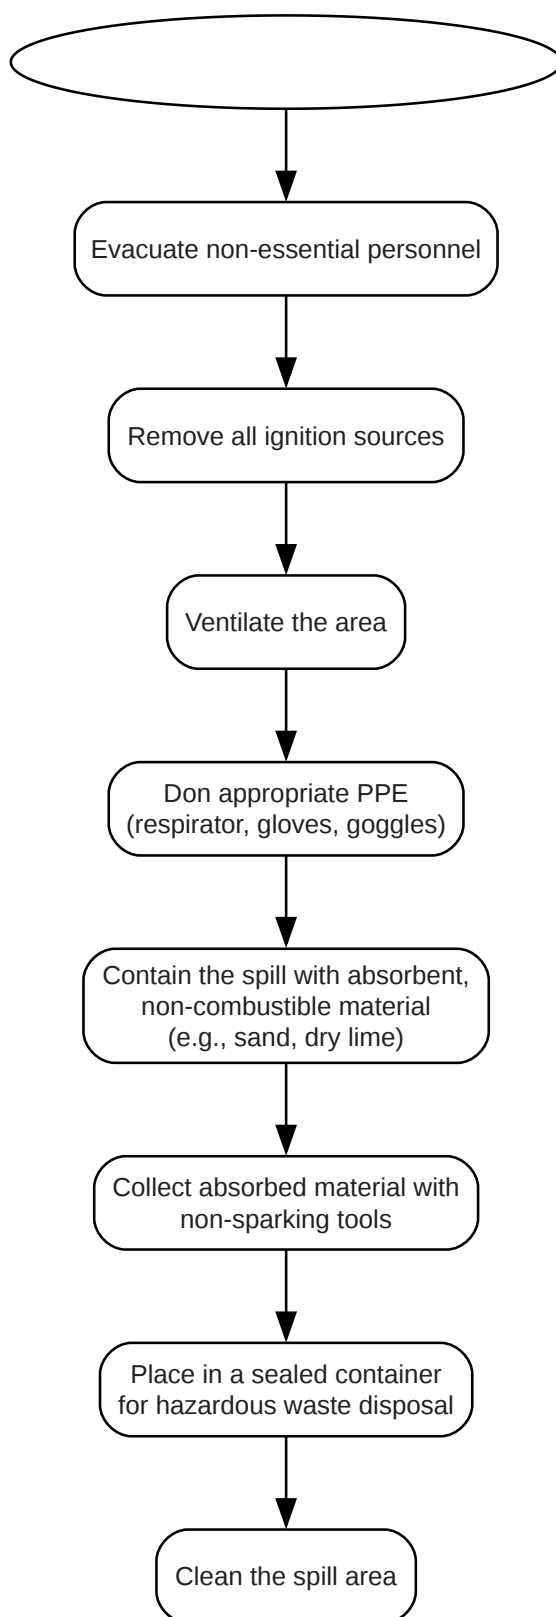 Evacuate non-essential personnel
Remove all ignition sources
Ventilate the area
Don appropriate PPE
(respirator, gloves, goggles)
Contain the spill with absorbent,
non-combustible material
(e.g., sand, dry lime)
Collect absorbed material with
non-sparking tools
Place in a sealed container
for hazardous waste disposal
Clean the spill area